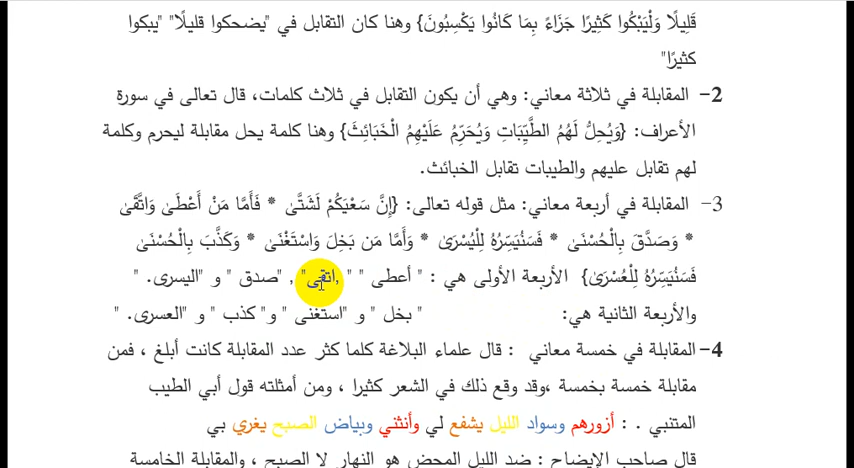 قَلِيلًا وَلْيَبْكُوا كَثِيرًا جَزَاءً بِمَا كَانُوا يَكْسِبُونَ} وهنا كان التقابل في "يضحكوا قليلًا" "يبكوا
كثيرًا"
2- المقابلة في ثلاثة معاني: وهي أن يكون التقابل في ثلاث كلمات، قال تعالى في سورة
الأعراف: {وَيُحِلُّ لَهُمُ الطَّيِّبَاتِ وَيُحَرِّمُ عَلَيْهِمُ الْخَبَائِثَ} وهنا كلمة يحل مقابلة ليحرم وكلمة
لهم تقابل عليهم والطيبات تقابل الخبائث.
3- المقابلة في أربعة معاني: مثل قوله تعالى: {إِنَّ سَعْيَكُمْ لَشَتَّىٰ * فَأَمَّا مَنْ أَعْطَىٰ وَاتَّقَىٰ
* وَصَدَّقَ بِالْحُسْنَىٰ * فَسَنُيَسِّرُهُ لِلْيُسْرَىٰ * وَأَمَّا مَن بَخِلَ وَاسْتَغْنَىٰ * وَكَذَّبَ بِالْحُسْنَىٰ
فَسَنُيَسِّرُهُ لِلْعُسْرَىٰ} الأربعة الأولى هي : " أعطى " " ,اتقى" , "صدق " و "اليسرى. "
والأربعة الثانية هي: " بخل " و "استغنى " و" كذب " و "العسرى. "
4- المقابلة في خمسة معاني : قال علماء البلاغة كلما كثر عدد المقابلة كانت أبلغ ، فمن
مقابلة خمسة بخمسة ،وقد وقع ذلك في الشعر كثيرا ، ومن أمثلته قول أبي الطيب
المتنبي . : أزورهم وسواد الليل يشفع لي وأنثني وبياض الصبح يغري بي
قال صاحب الإيضاح : ضد الليل المحض هو النهار لا الصبح ، والمقابلة الخامسة